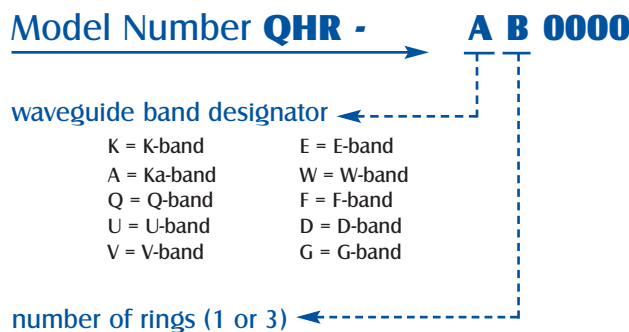 Model Number QHR - A B 0000
waveguide band designator
K = K-band E = E-band
A = Ka-band W = W-band
Q = Q-band F = F-band
U = U-band D = D-band
V = V-band G = G-band
number of rings (1 or 3)